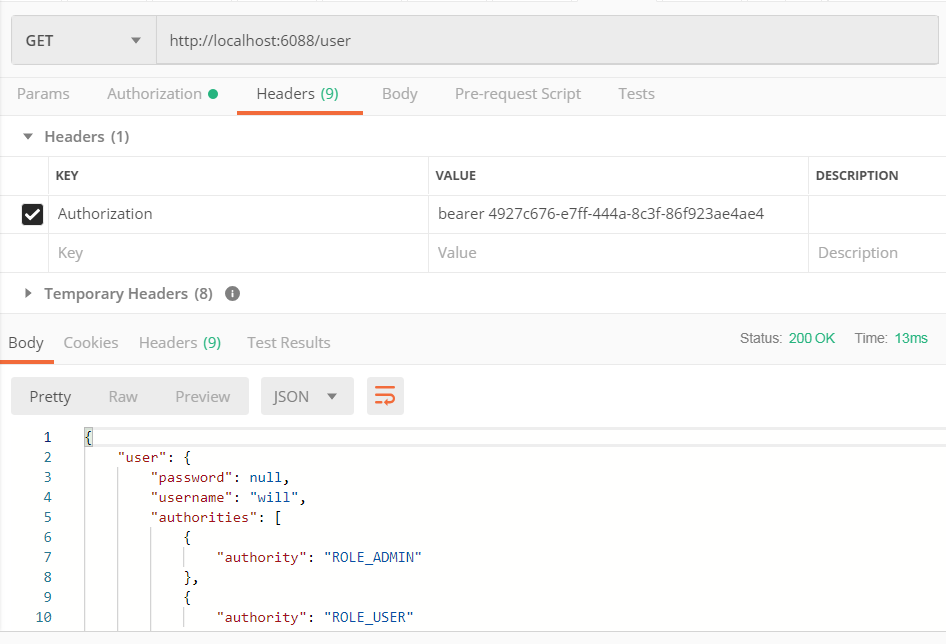 GET http://localhost:6088/user
Params Authorization Headers (9) Body Pre-request Script Tests
Headers (1)
KEY VALUE DESCRIPTION
Authorization bearer 4927c676-e7ff-444a-8c3f-86f923ae4ae4
Key Value Description
Temporary Headers (8)
Body Cookies Headers (9) Test Results Status: 200 OK Time: 13ms
Pretty Raw Preview JSON
1 {
2 "user": {
3 "password": null,
4 "username": "will",
5 "authorities": [
6 {
7 "authority": "ROLE_ADMIN"
8 },
9 {
10 "authority": "ROLE_USER"